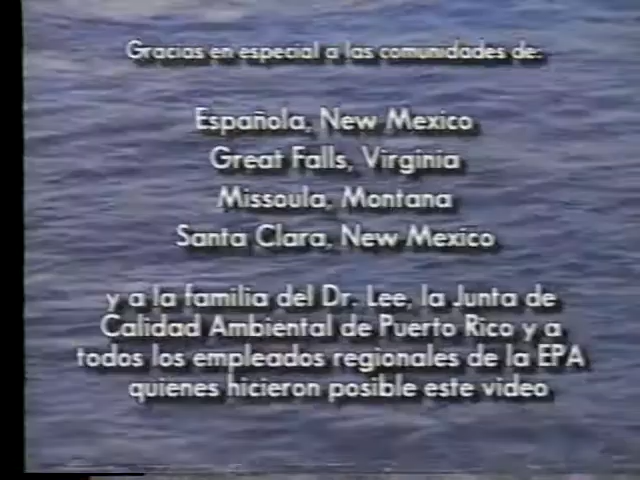 Gracias en especial a las comunidades de:
Española, New Mexico
Great Falls, Virginia
Missoula, Montana
Santa Clara, New Mexico
y a la familia del Dr. Lee, la Junta de
Calidad Ambiental de Puerto Rico y a
todos los empleados regionales de la EPA
quienes hicieron posible este video